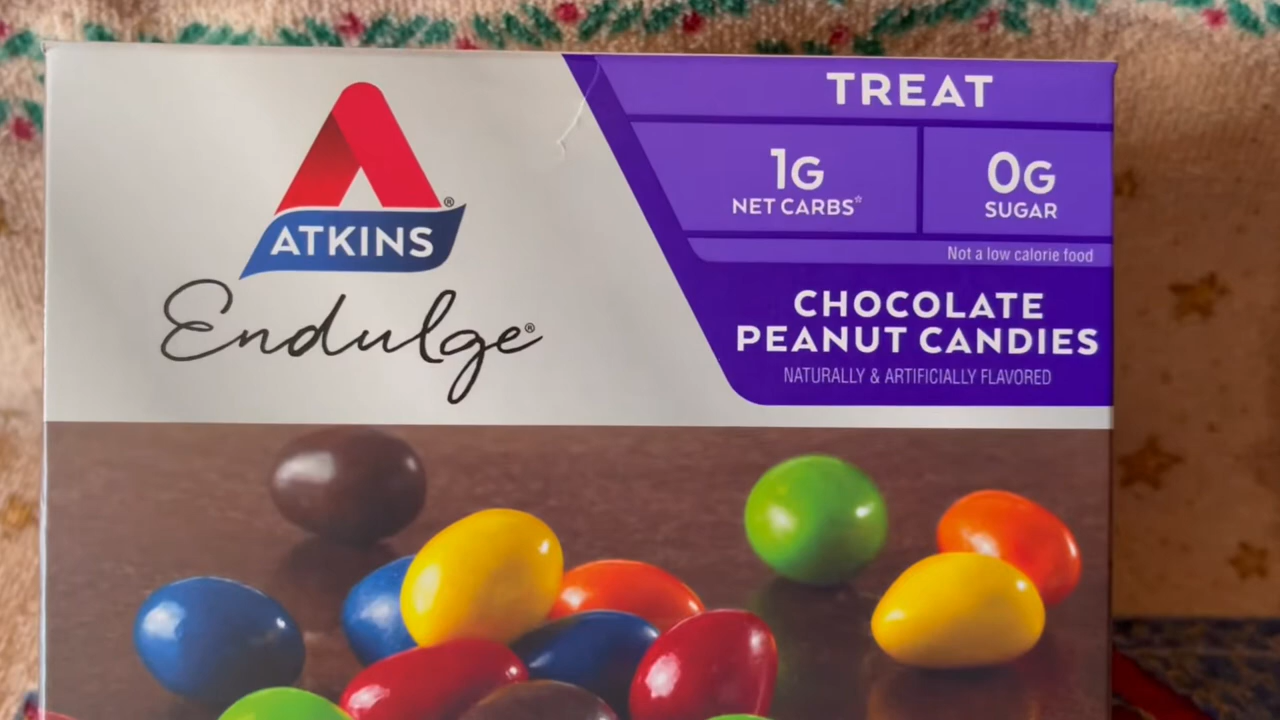 ATKINS®
Endulge®
TREAT
1G
NET CARBS☆
0G
SUGAR
Not a low calorie food
CHOCOLATE
PEANUT CANDIES
NATURALLY & ARTIFICIALLY FLAVORED